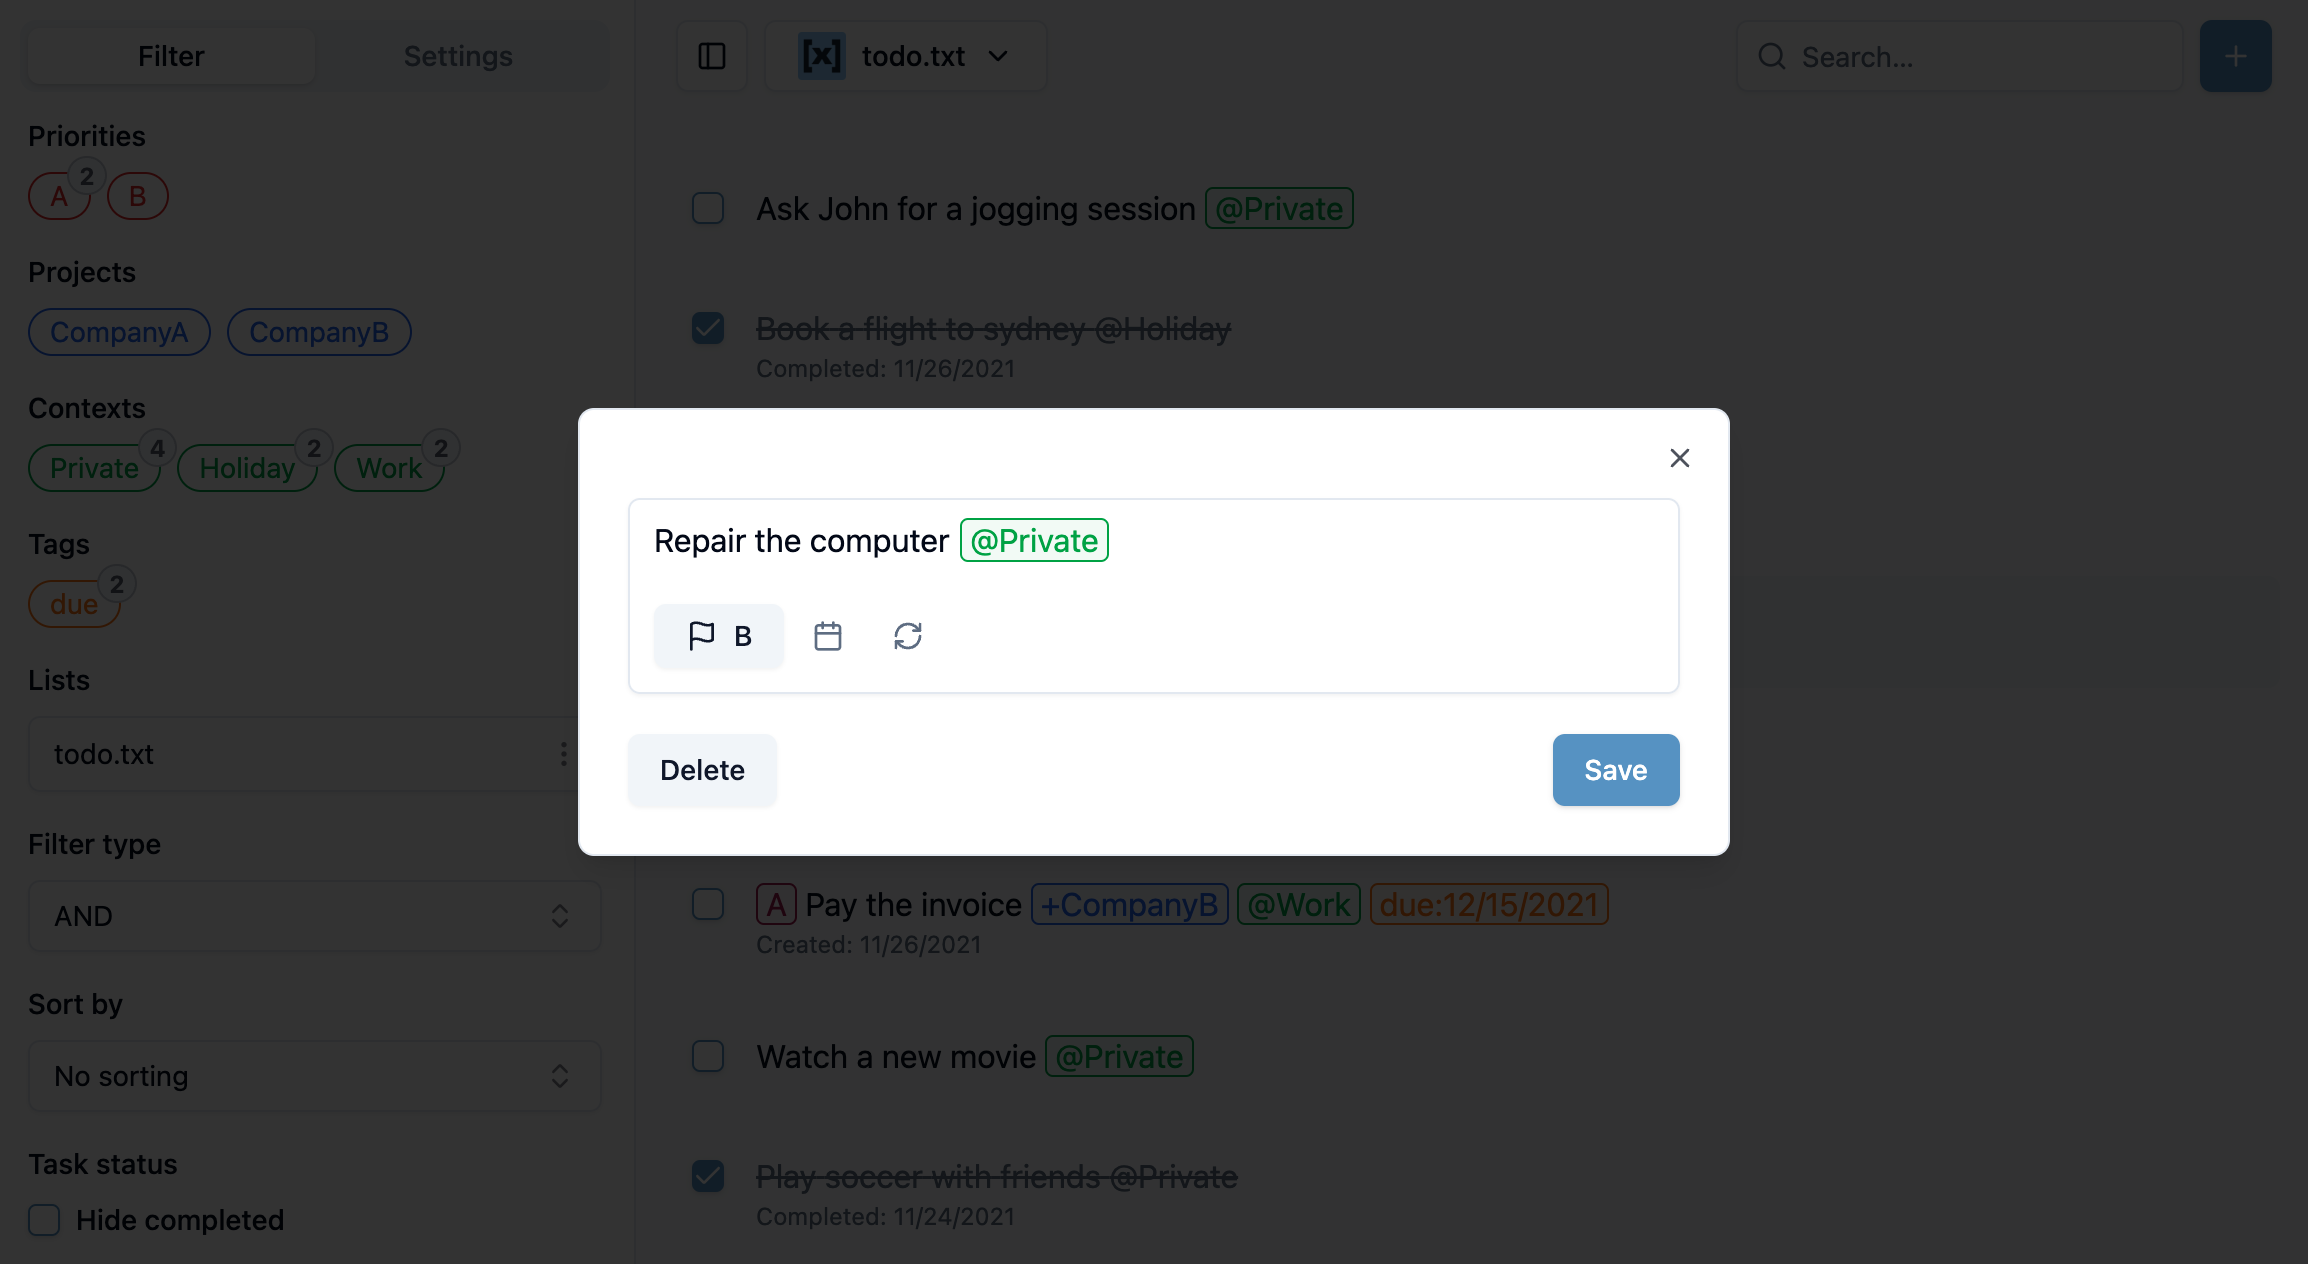 Filter Settings
Priorities
A 2 B
Projects
CompanyA CompanyB
Contexts
Private 4 Holiday 2 Work 2
Tags
due 2
Lists
todo.txt
Filter type
AND
Sort by
No sorting
Task status
Hide completed
[x] todo.txt Search...
Ask John for a jogging session @Private
Book a flight to sydney @Holiday
Completed: 11/26/2021
Repair the computer @Private
B
Delete Save
A Pay the invoice +CompanyB @Work due:12/15/2021
Created: 11/26/2021
Watch a new movie @Private
Play soccer with friends @Private
Completed: 11/24/2021